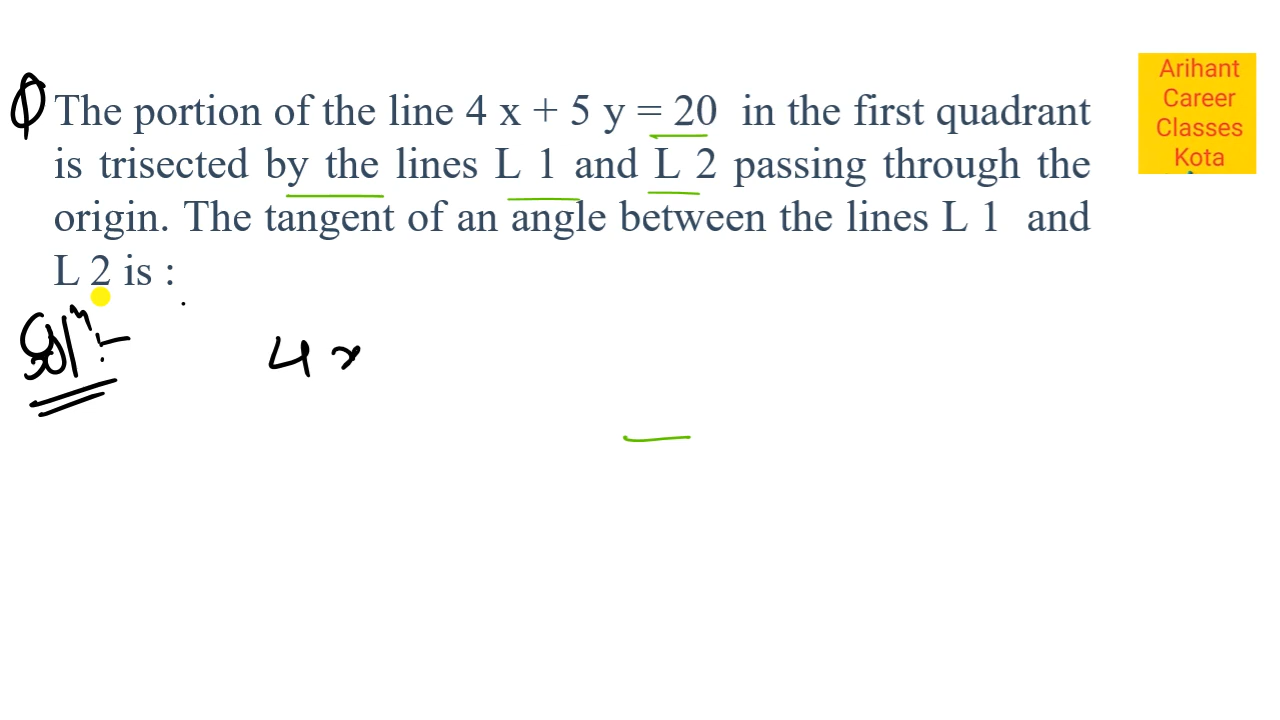 Q The portion of the line 4 x + 5 y = 20 in the first quadrant
is trisected by the lines L 1 and L 2 passing through the
origin. The tangent of an angle between the lines L 1 and
L 2 is :
Arihant
Career
Classes
Kota
Solⁿ:-
4 x